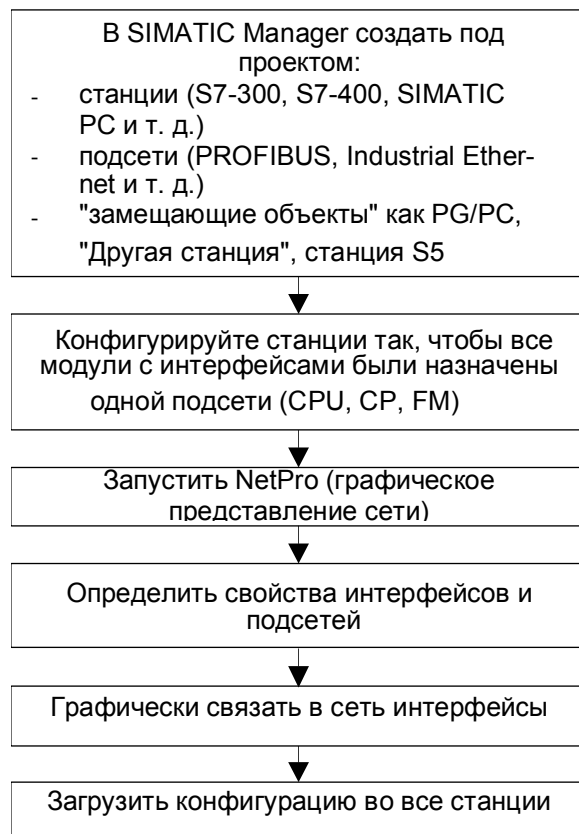 В SIMATIC Manager создать под
проектом:
- станции (S7-300, S7-400, SIMATIC
PC и т. д.)
- подсети (PROFIBUS, Industrial Ether-
net и т. д.)
- "замещающие объекты" как PG/PC,
"Другая станция", станция S5
Конфигурируйте станции так, чтобы все
модули с интерфейсами были назначены
одной подсети (CPU, CP, FM)
Запустить NetPro (графическое
представление сети)
Определить свойства интерфейсов и
подсетей
Графически связать в сеть интерфейсы
Загрузить конфигурацию во все станции